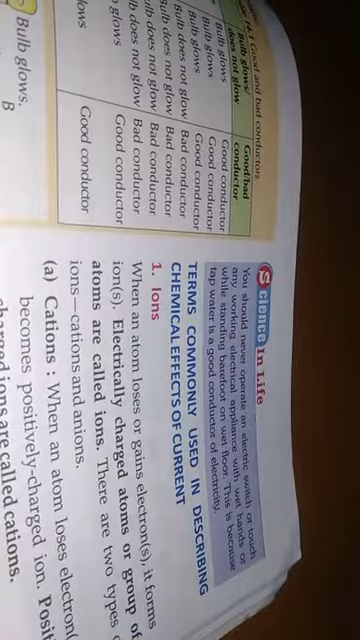 14.1 Good and bad conductors
Bulb glows/
does not glow
Good/bad
conductor
Bulb glows Good conductor
Bulb glows Good conductor
Bulb glows Good conductor
Bulb does not glow Bad conductor
Bulb does not glow Bad conductor
Bulb does not glow Bad conductor
does not glow Bad conductor
glows Good conductor
glows Good conductor
Bulb glows.
B
Science In Life
You should never operate an electric switch or touch
any working electrical appliance with wet hands or
while standing barefoot on wet floor. This is because
tap water is a good conductor of electricity.
TERMS COMMONLY USED IN DESCRIBING
CHEMICAL EFFECTS OF CURRENT
1. Ions
When an atom loses or gains electron(s), it forms
ion(s). Electrically charged atoms or group of
atoms are called ions. There are two types
ions—cations and anions.
(a) Cations : When an atom loses electron(
becomes positively-charged ion. Posit
charged ions are called cations.